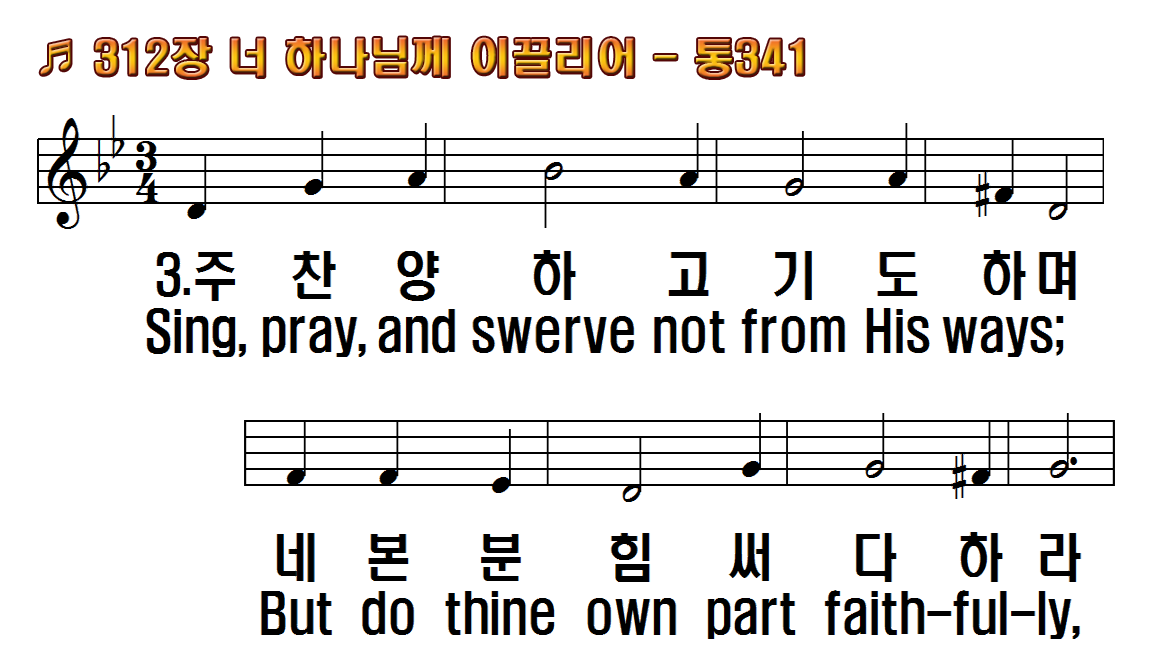 ♬ 312장 너 하나님께 이끌리어 - 통341
3.주 찬 양 하 고 기 도 하 며
Sing, pray, and swerve not from His ways;
네 본 분 힘 써 다 하 라
But do thine own part faith-ful-ly,